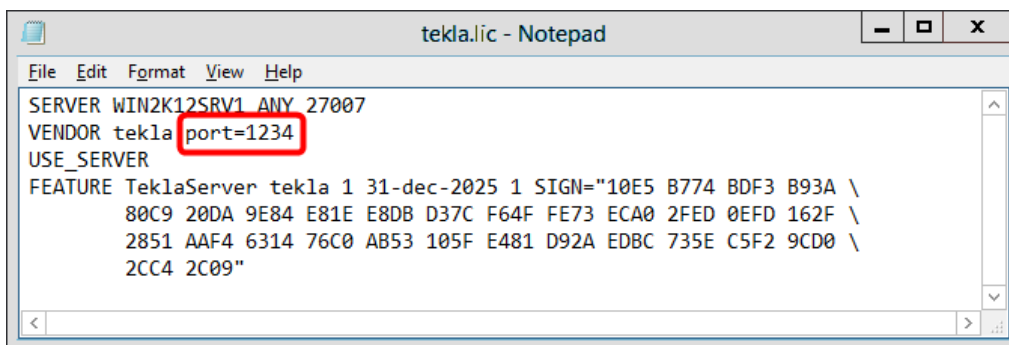 tekla.lic - Notepad
File Edit Format View Help
SERVER WIN2K12SRV1 ANY 27007
VENDOR tekla port=1234
USE_SERVER
FEATURE TeklaServer tekla 1 31-dec-2025 1 SIGN="10E5 B774 BDF3 B93A \
80C9 20DA 9E84 E81E E8DB D37C F64F FE73 ECA0 2FED 0EFD 162F \
2851 AAF4 6314 76C0 AB53 105F E481 D92A EDBC 735E C5F2 9CD0 \
2CC4 2C09"